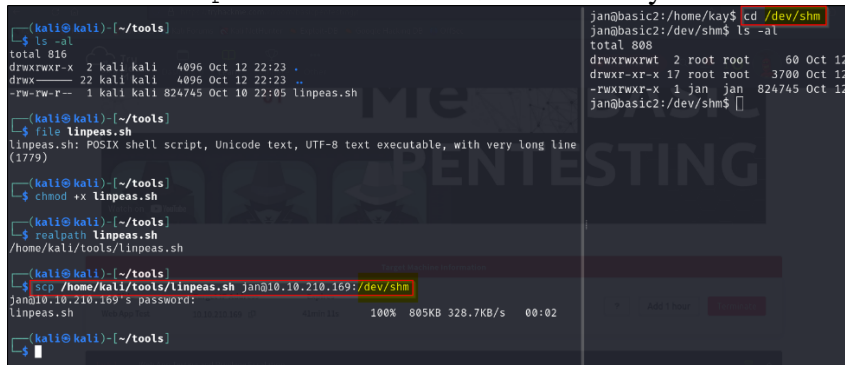 ┌──(kali㉿kali)-[~/tools]
└─$ ls -al
total 816
drwxrwxr-x  2 kali kali   4096 Oct 12 22:23 .
drwx------ 22 kali kali   4096 Oct 12 22:23 ..
-rw-rw-r--  1 kali kali 824745 Oct 10 22:05 linpeas.sh
┌──(kali㉿kali)-[~/tools]
└─$ file linpeas.sh
linpeas.sh: POSIX shell script, Unicode text, UTF-8 text executable, with very long line
(1779)
┌──(kali㉿kali)-[~/tools]
└─$ chmod +x linpeas.sh
┌──(kali㉿kali)-[~/tools]
└─$ realpath linpeas.sh
/home/kali/tools/linpeas.sh
┌──(kali㉿kali)-[~/tools]
└─$ scp /home/kali/tools/linpeas.sh jan@10.10.210.169:/dev/shm
jan@10.10.210.169's password:
linpeas.sh                100%  805KB 328.7KB/s   00:02
┌──(kali㉿kali)-[~/tools]
└─$
jan@basic2:/home/kay$ cd /dev/shm
jan@basic2:/dev/shm$ ls -al
total 808
drwxrwxrwt  2 root root     60 Oct 12
drwxr-xr-x 17 root root   3700 Oct 12
-rwxrwxr-x  1 jan  jan  824745 Oct 12
jan@basic2:/dev/shm$
Me
BASIC
PENTESTING
Add 1 hour